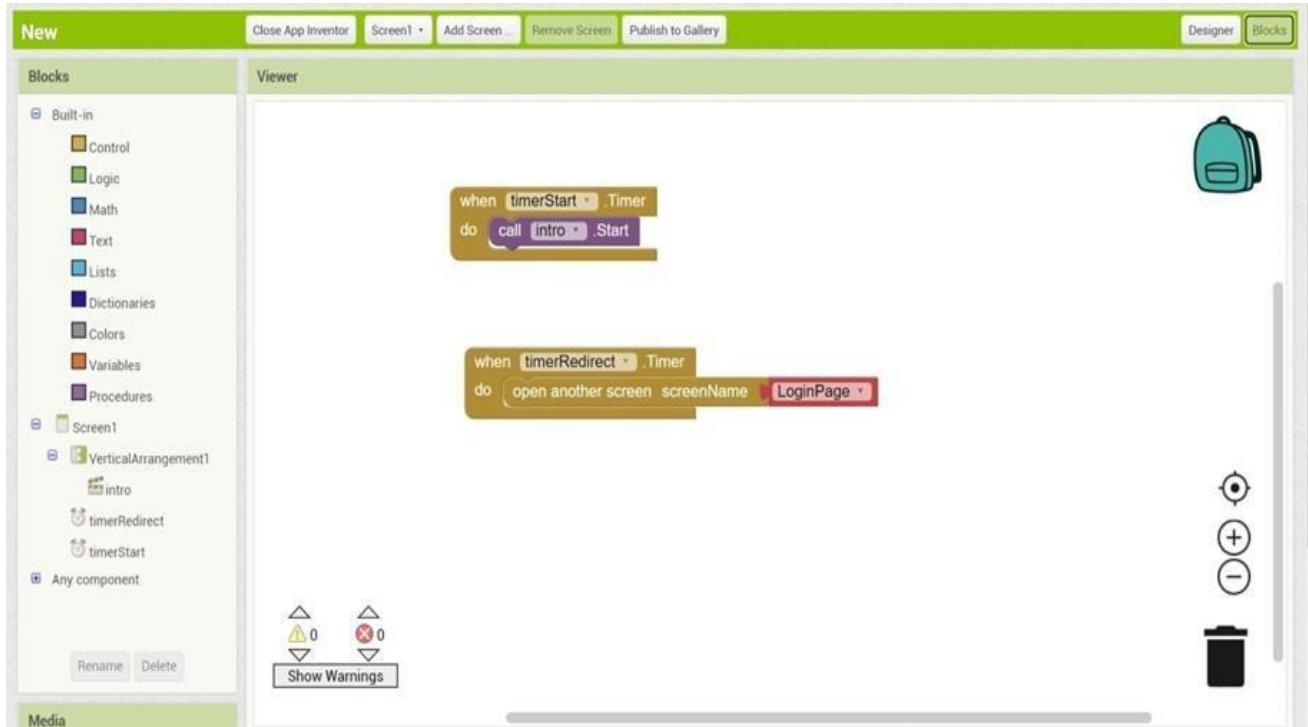 New
Close App Inventor
Screen1
Add Screen ...
Remove Screen
Publish to Gallery
Designer
Blocks
Blocks
Built-in
Control
Logic
Math
Text
Lists
Dictionaries
Colors
Variables
Procedures
Screen1
VerticalArrangement1
intro
timerRedirect
timerStart
Any component
Rename
Delete
Media
Viewer
when timerStart .Timer
do call intro .Start
when timerRedirect .Timer
do open another screen screenName LoginPage
0
0
Show Warnings